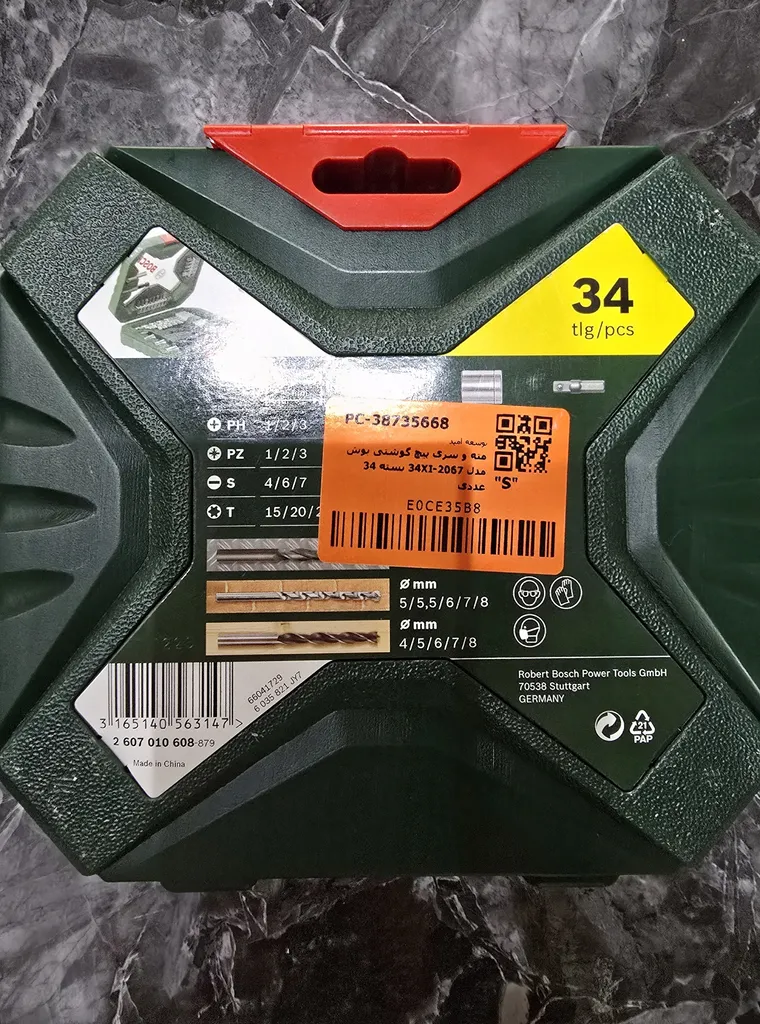 34
tlg/pcs
PH 1/2/3
PZ 1/2/3
S 4/6/7
T 15/20/
PC-38735668
توسعه امید
مته و سری پیچ گوشتی بوش
مدل 2067-34XI بسته 34
عددی
"S"
E0CE35B8
Ø mm
5/5,5/6/7/8
Ø mm
4/5/6/7/8
3 165140 563147 >
2 607 010 608-879
Made in China
66041729
6 035 821 JY7
Robert Bosch Power Tools GmbH
70538 Stuttgart
GERMANY
21
PAP